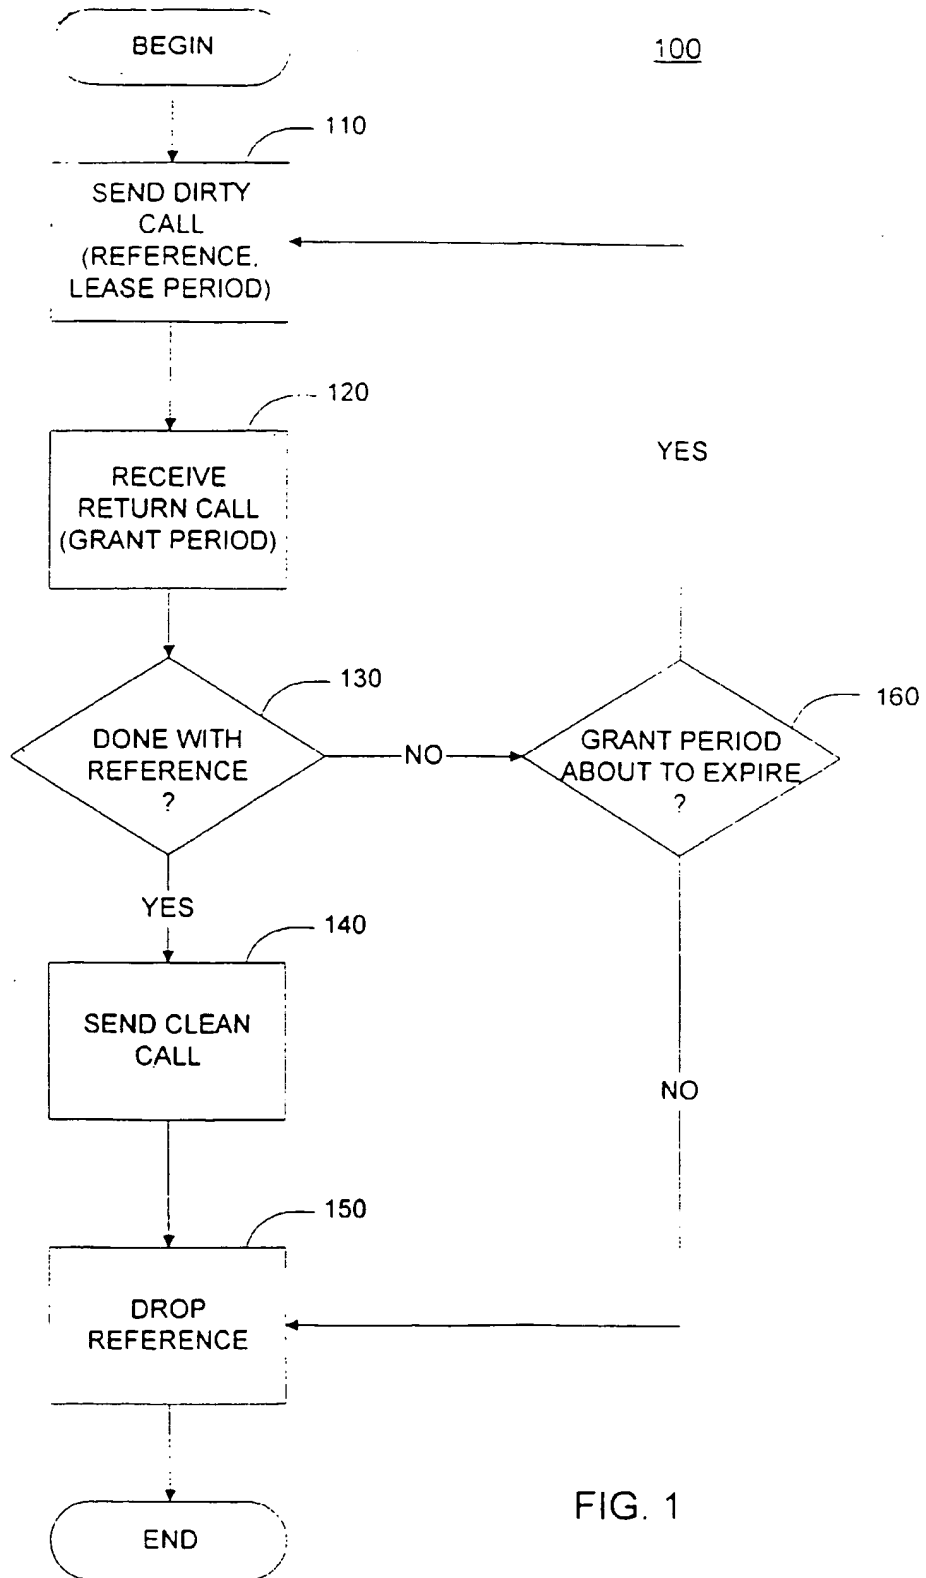 BEGIN
100
110
SEND DIRTY
CALL
(REFERENCE,
LEASE PERIOD)
120
RECEIVE
RETURN CALL
(GRANT PERIOD)
YES
130
DONE WITH
REFERENCE
?
NO
160
GRANT PERIOD
ABOUT TO EXPIRE
?
YES
140
SEND CLEAN
CALL
NO
150
DROP
REFERENCE
END
FIG. 1